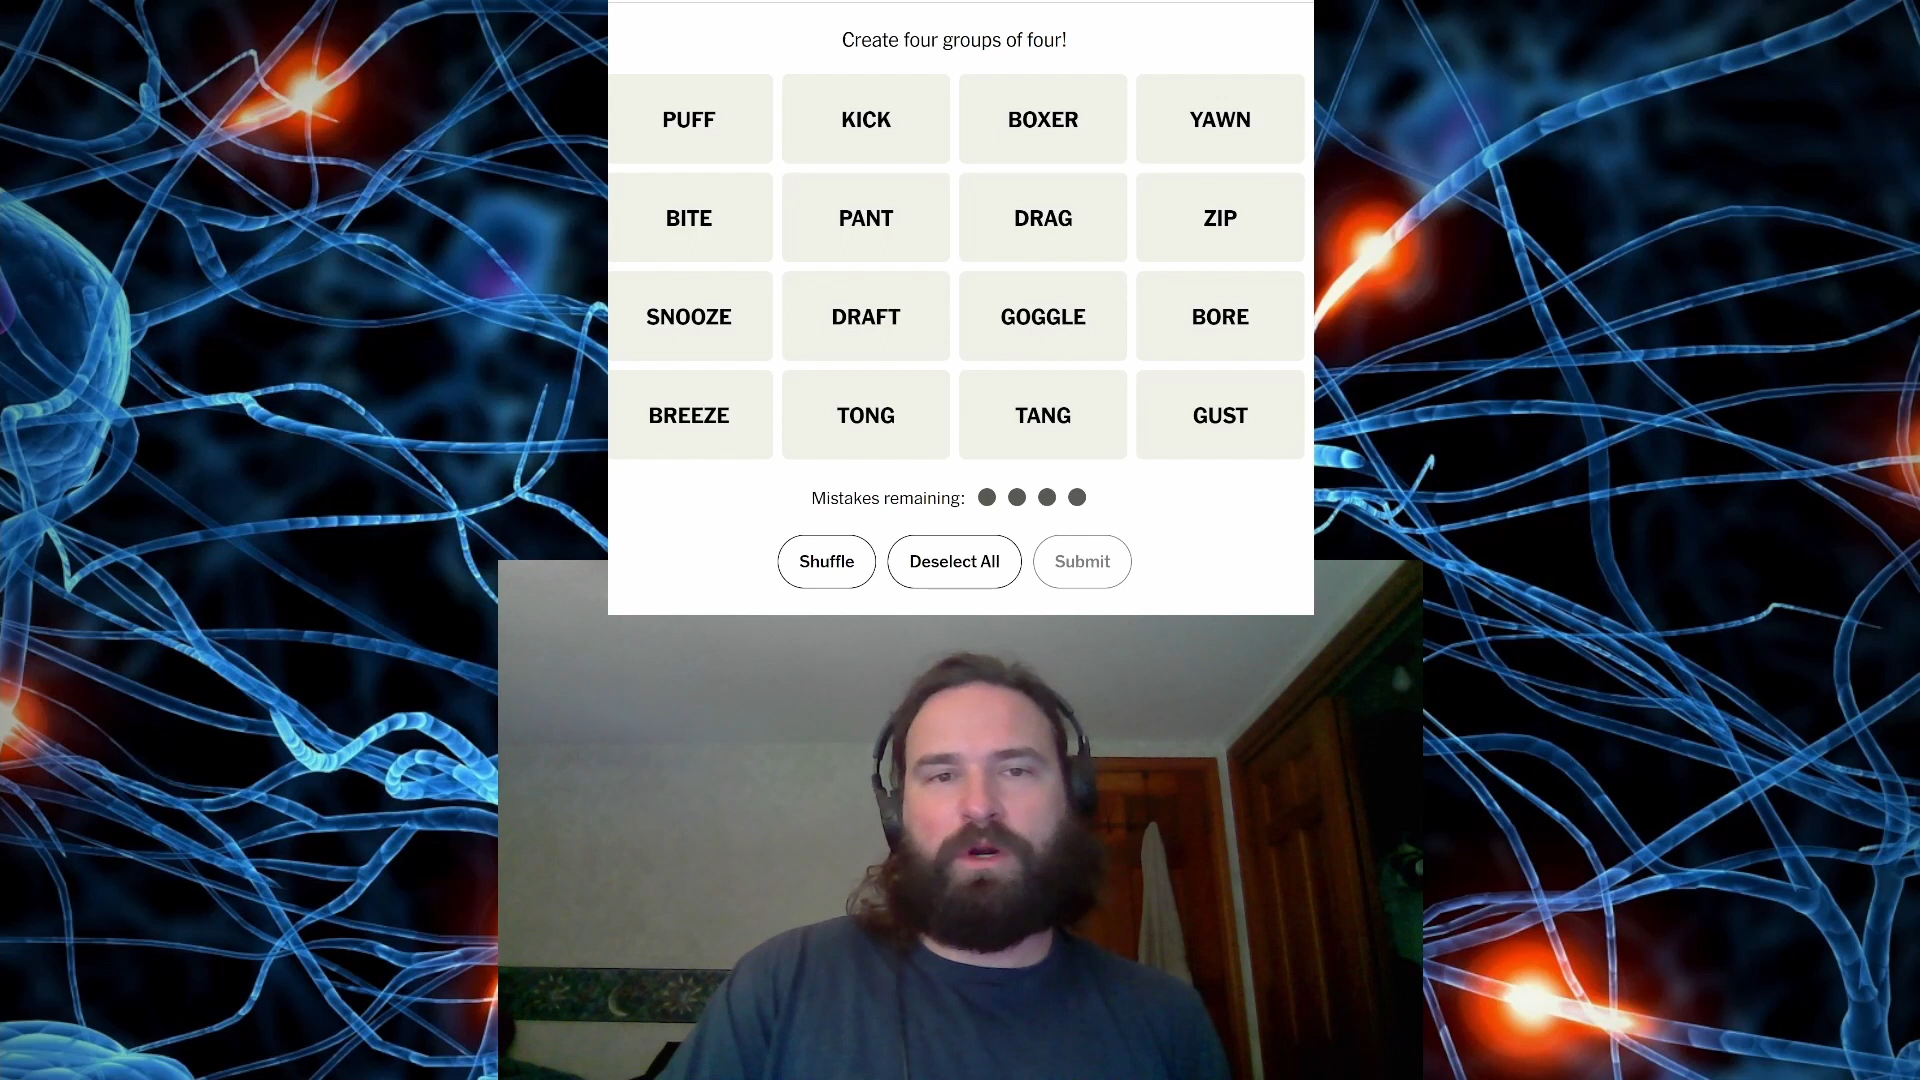 Create four groups of four!
PUFF KICK BOXER YAWN
BITE PANT DRAG ZIP
SNOOZE DRAFT GOGGLE BORE
BREEZE TONG TANG GUST
Mistakes remaining:
Shuffle Deselect All Submit